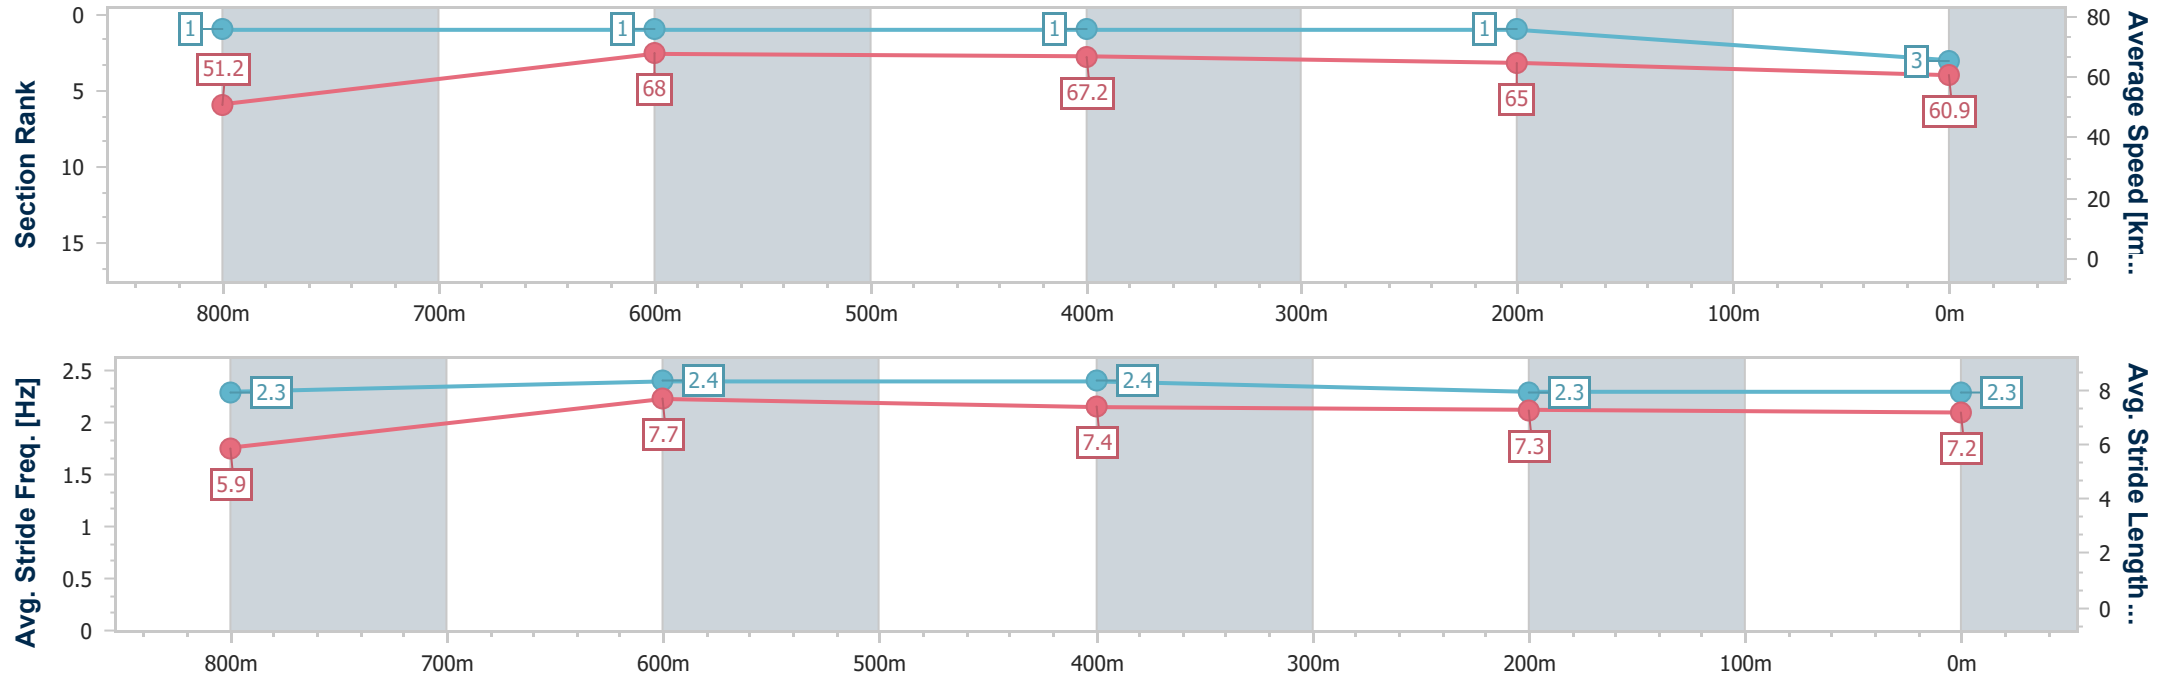 Section Rank
0
5
10
15
1
1
1
1
3
51.2
68
67.2
65
60.9
80
60
40
20
0
Average Speed [km...
800m
700m
600m
500m
400m
300m
200m
100m
0m
Avg. Stride Freq. [Hz]
2.5
2
1.5
1
0.5
0
2.3
2.4
2.4
2.3
2.3
5.9
7.7
7.4
7.3
7.2
8
6
4
2
0
Avg. Stride Length ...
800m
700m
600m
500m
400m
300m
200m
100m
0m